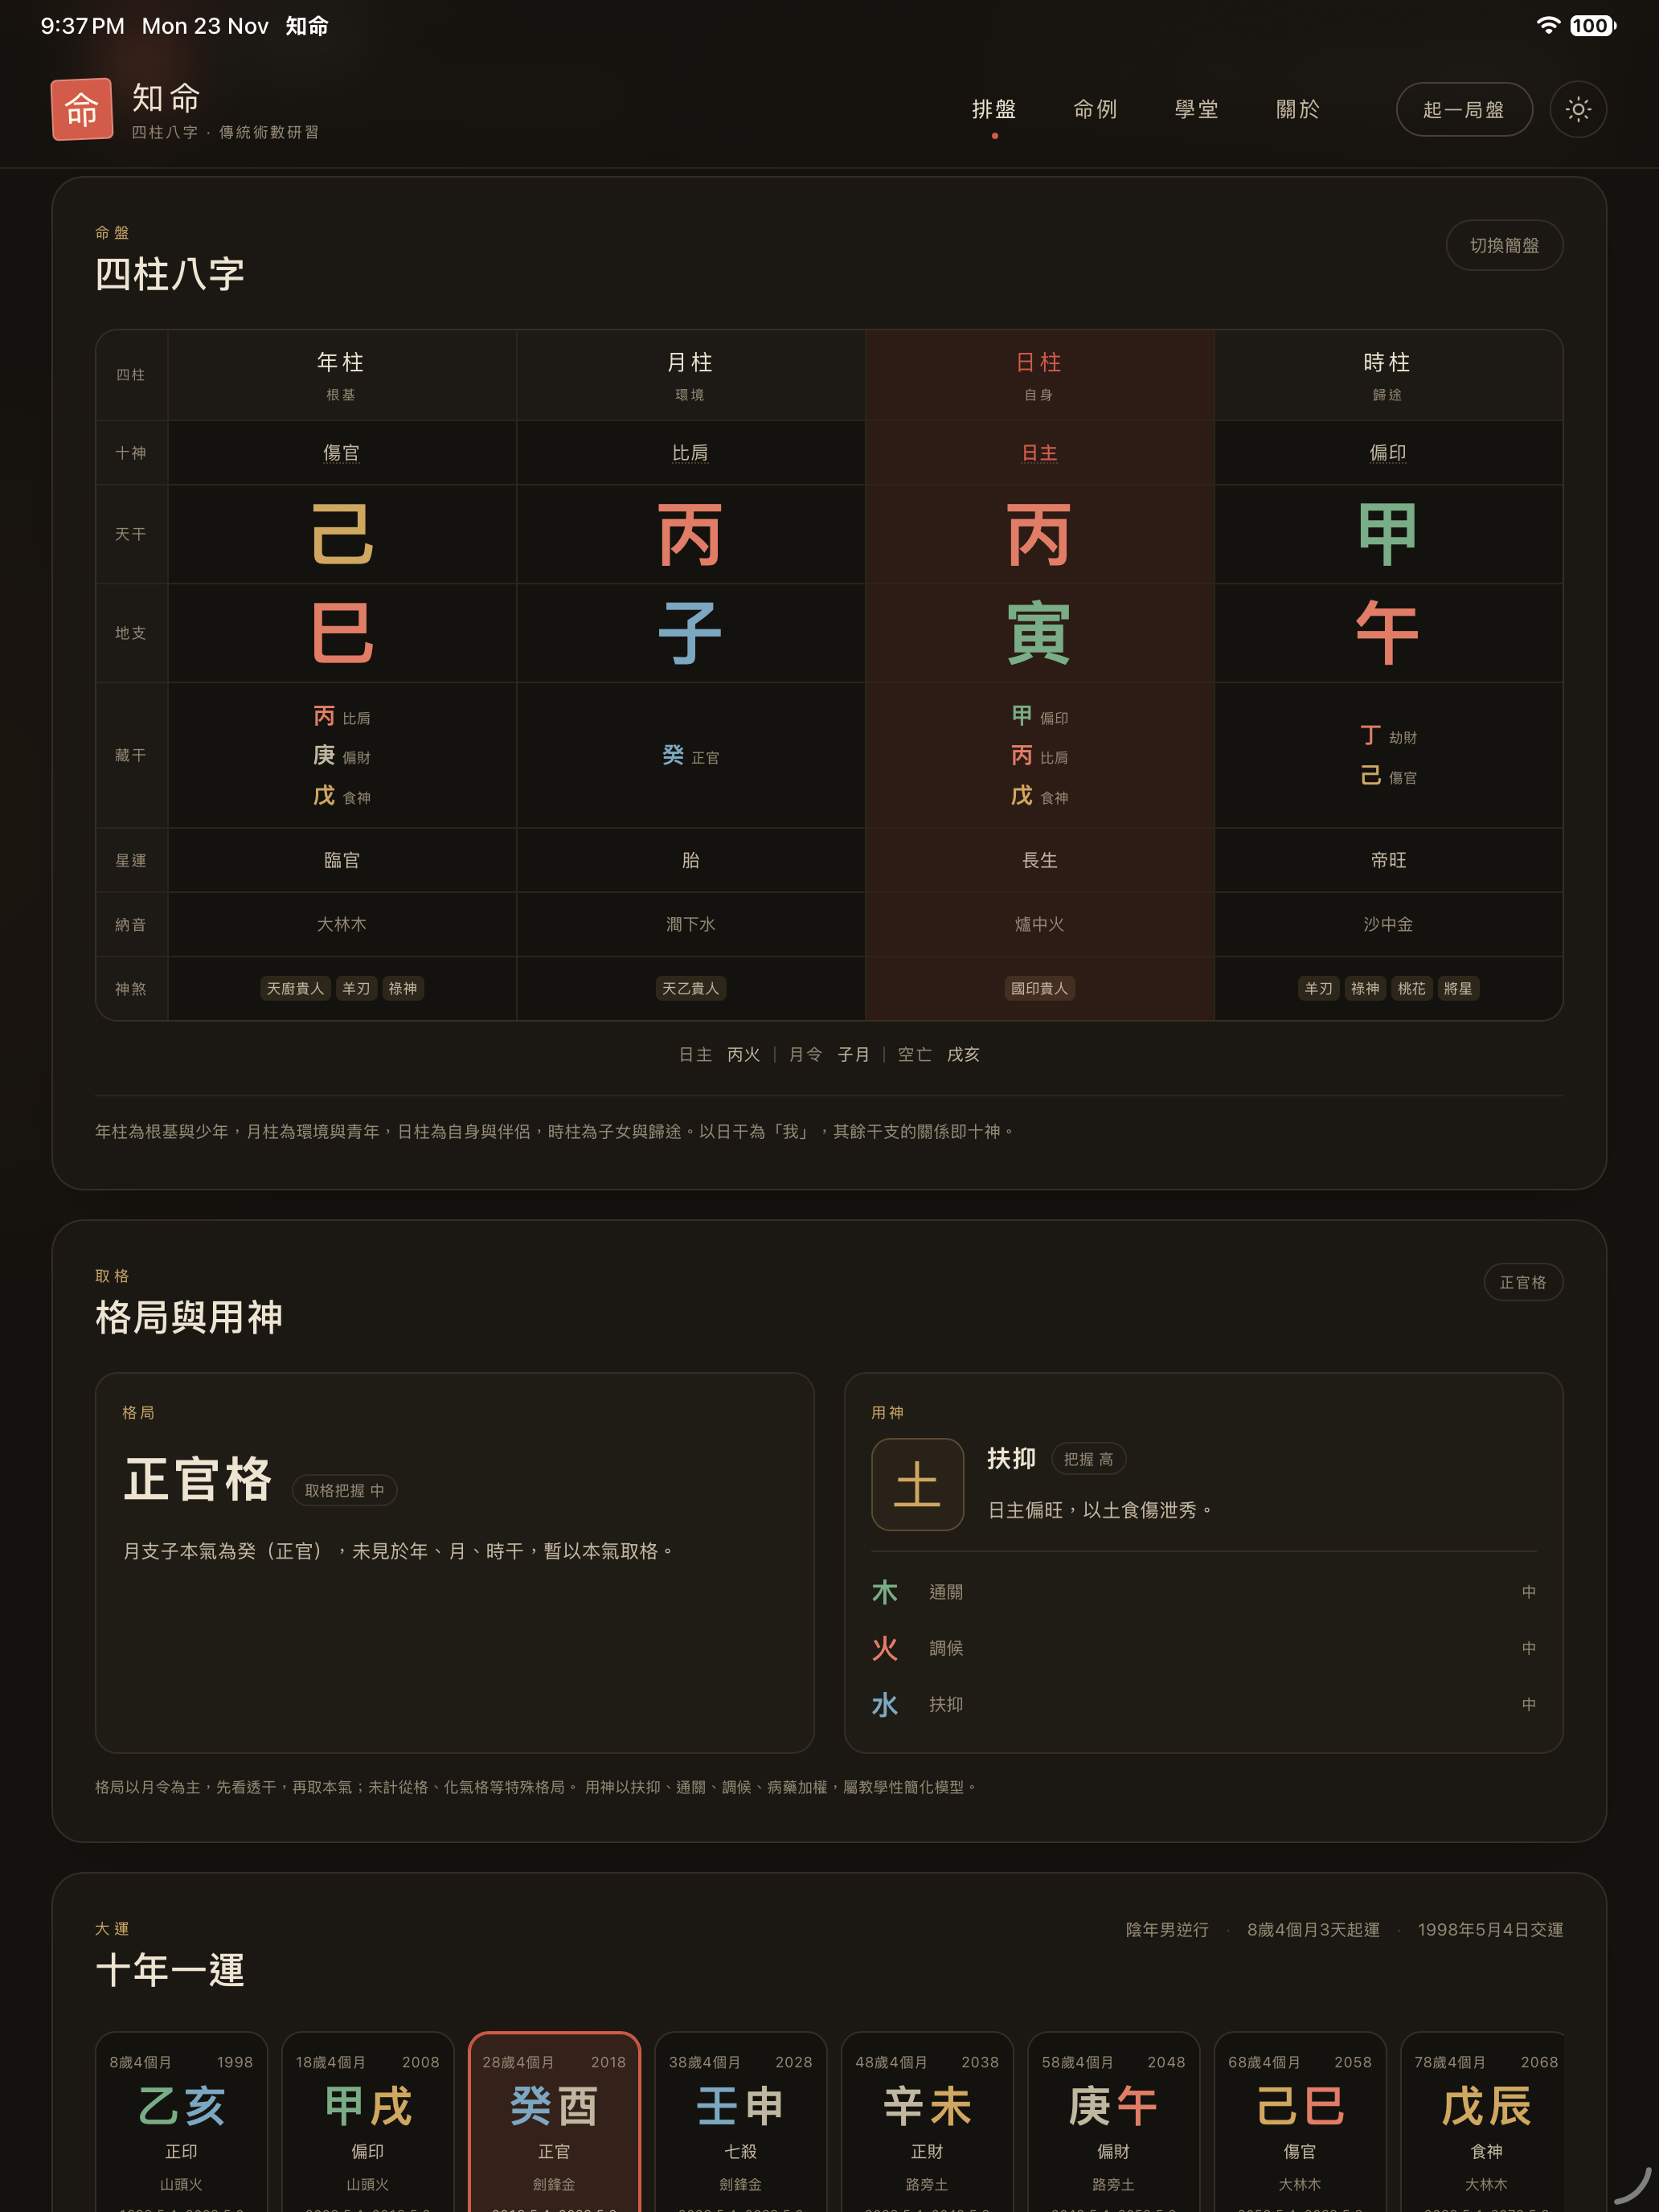 9:37 PM Mon 23 Nov 知命
100
命
知命
四柱八字 · 傳統術數研習
排盤 命例 學堂 關於 起一局盤
命盤
四柱八字
切換簡盤
四柱 年柱 月柱 日柱 時柱
根基 環境 自身 歸途
十神 傷官 比肩 日主 偏印
天干 己 丙 丙 甲
地支 巳 子 寅 午
藏干
丙 比肩
庚 偏財
戊 食神
癸 正官
甲 偏印
丙 比肩
戊 食神
丁 劫財
己 傷官
星運 臨官 胎 長生 帝旺
納音 大林木 澗下水 爐中火 沙中金
神煞 天廚貴人 羊刃 祿神 天乙貴人 國印貴人 羊刃 祿神 桃花 將星
日主 丙火 | 月令 子月 | 空亡 戌亥
年柱為根基與少年，月柱為環境與青年，日柱為自身與伴侶，時柱為子女與歸途。以日干為「我」，其餘干支的關係即十神。
取格
格局與用神
正官格
格局
正官格 取格把握 中
月支子本氣為癸（正官），未見於年、月、時干，暫以本氣取格。
用神
土
扶抑 把握 高
日主偏旺，以土食傷泄秀。
木 通關 中
火 調候 中
水 扶抑 中
格局以月令為主，先看透干，再取本氣；未計從格、化氣格等特殊格局。 用神以扶抑、通關、調候、病藥加權，屬教學性簡化模型。
大運
十年一運
陰年男逆行 · 8歲4個月3天起運 · 1998年5月4日交運
8歲4個月 1998
乙亥
正印
山頭火
18歲4個月 2008
甲戌
偏印
山頭火
28歲4個月 2018
癸酉
正官
劍鋒金
38歲4個月 2028
壬申
七殺
劍鋒金
48歲4個月 2038
辛未
正財
路旁土
58歲4個月 2048
庚午
偏財
路旁土
68歲4個月 2058
己巳
傷官
大林木
78歲4個月 2068
戊辰
食神
大林木